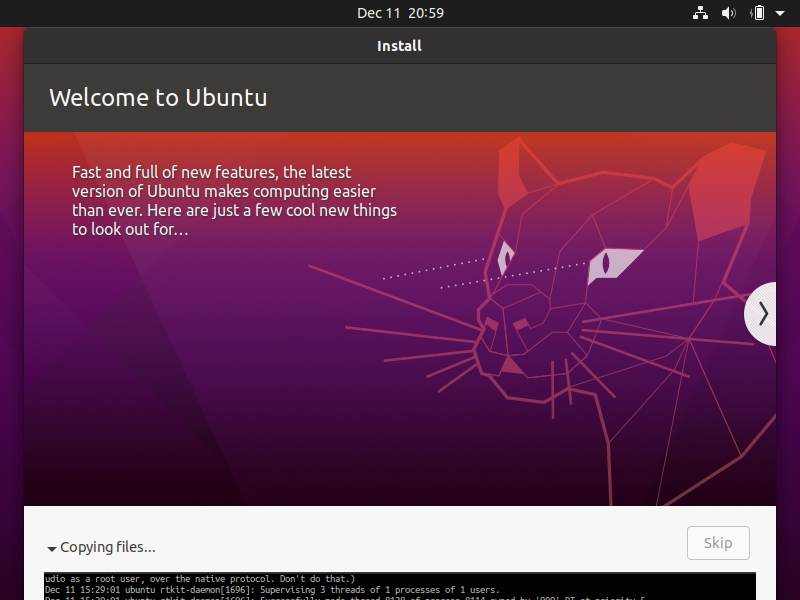 Dec 11 20:59
Install
Welcome to Ubuntu
Fast and full of new features, the latest
version of Ubuntu makes computing easier
than ever. Here are just a few cool new things
to look out for...
Copying files...
Skip
udio as a root user, over the native protocol. Don't do that.)
Dec 11 15:29:01 ubuntu rtkit-daemon[1696]: Supervising 3 threads of 1 processes of 1 users.